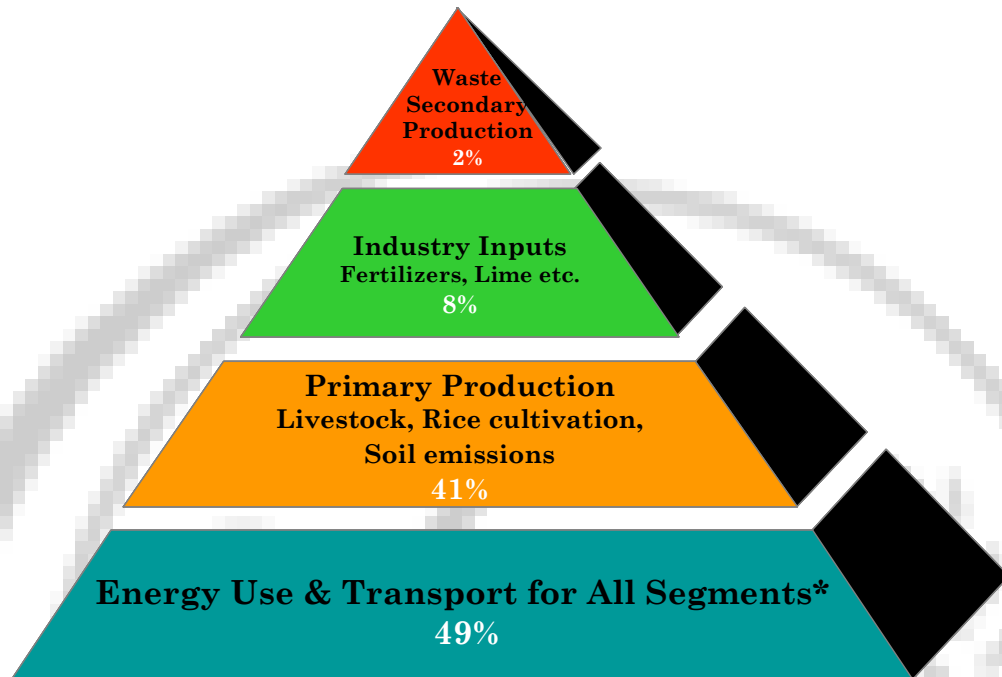 Waste
Secondary
Production
2%
Industry Inputs
Fertilizers, Lime etc.
8%
Primary Production
Livestock, Rice cultivation,
Soil emissions
41%
Energy Use & Transport for All Segments*
49%